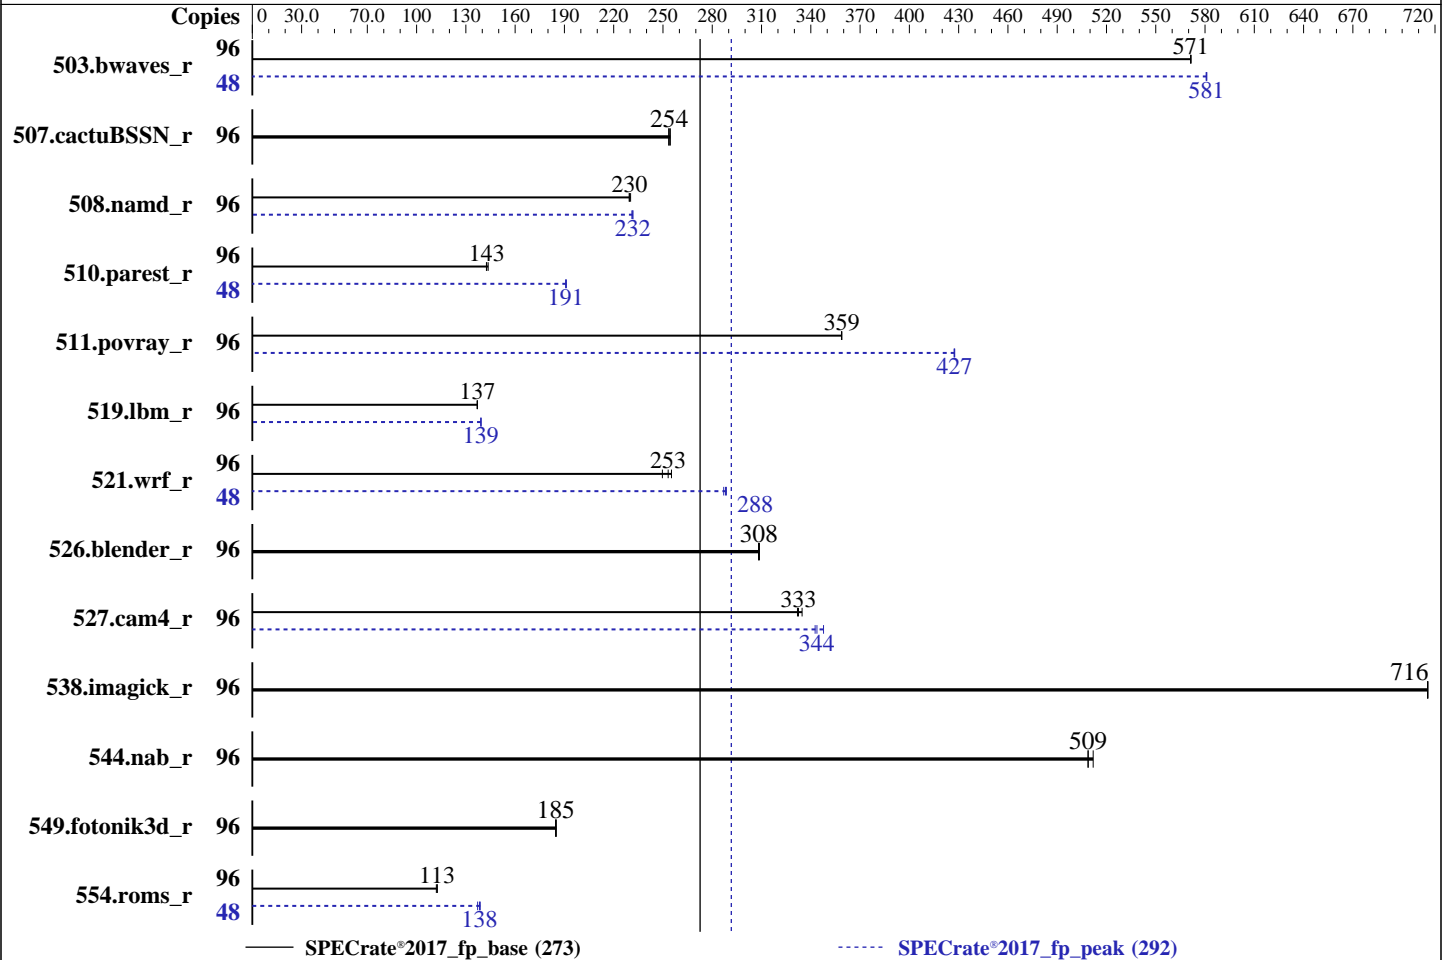 Copies 0 30.0 70.0 100 130 160 190 220 250 280 310 340 370 400 430 460 490 520 550 580 610 640 670 720
503.bwaves_r 96 571
48 581
507.cactuBSSN_r 96 254
508.namd_r 96 230
232
510.parest_r 96 143
48 191
511.povray_r 96 359
427
519.lbm_r 96 137
139
521.wrf_r 96 253
48 288
526.blender_r 96 308
527.cam4_r 96 333
344
538.imagick_r 96 716
544.nab_r 96 509
549.fotonik3d_r 96 185
554.roms_r 96 113
48 138
SPECrate®2017_fp_base (273) SPECrate®2017_fp_peak (292)